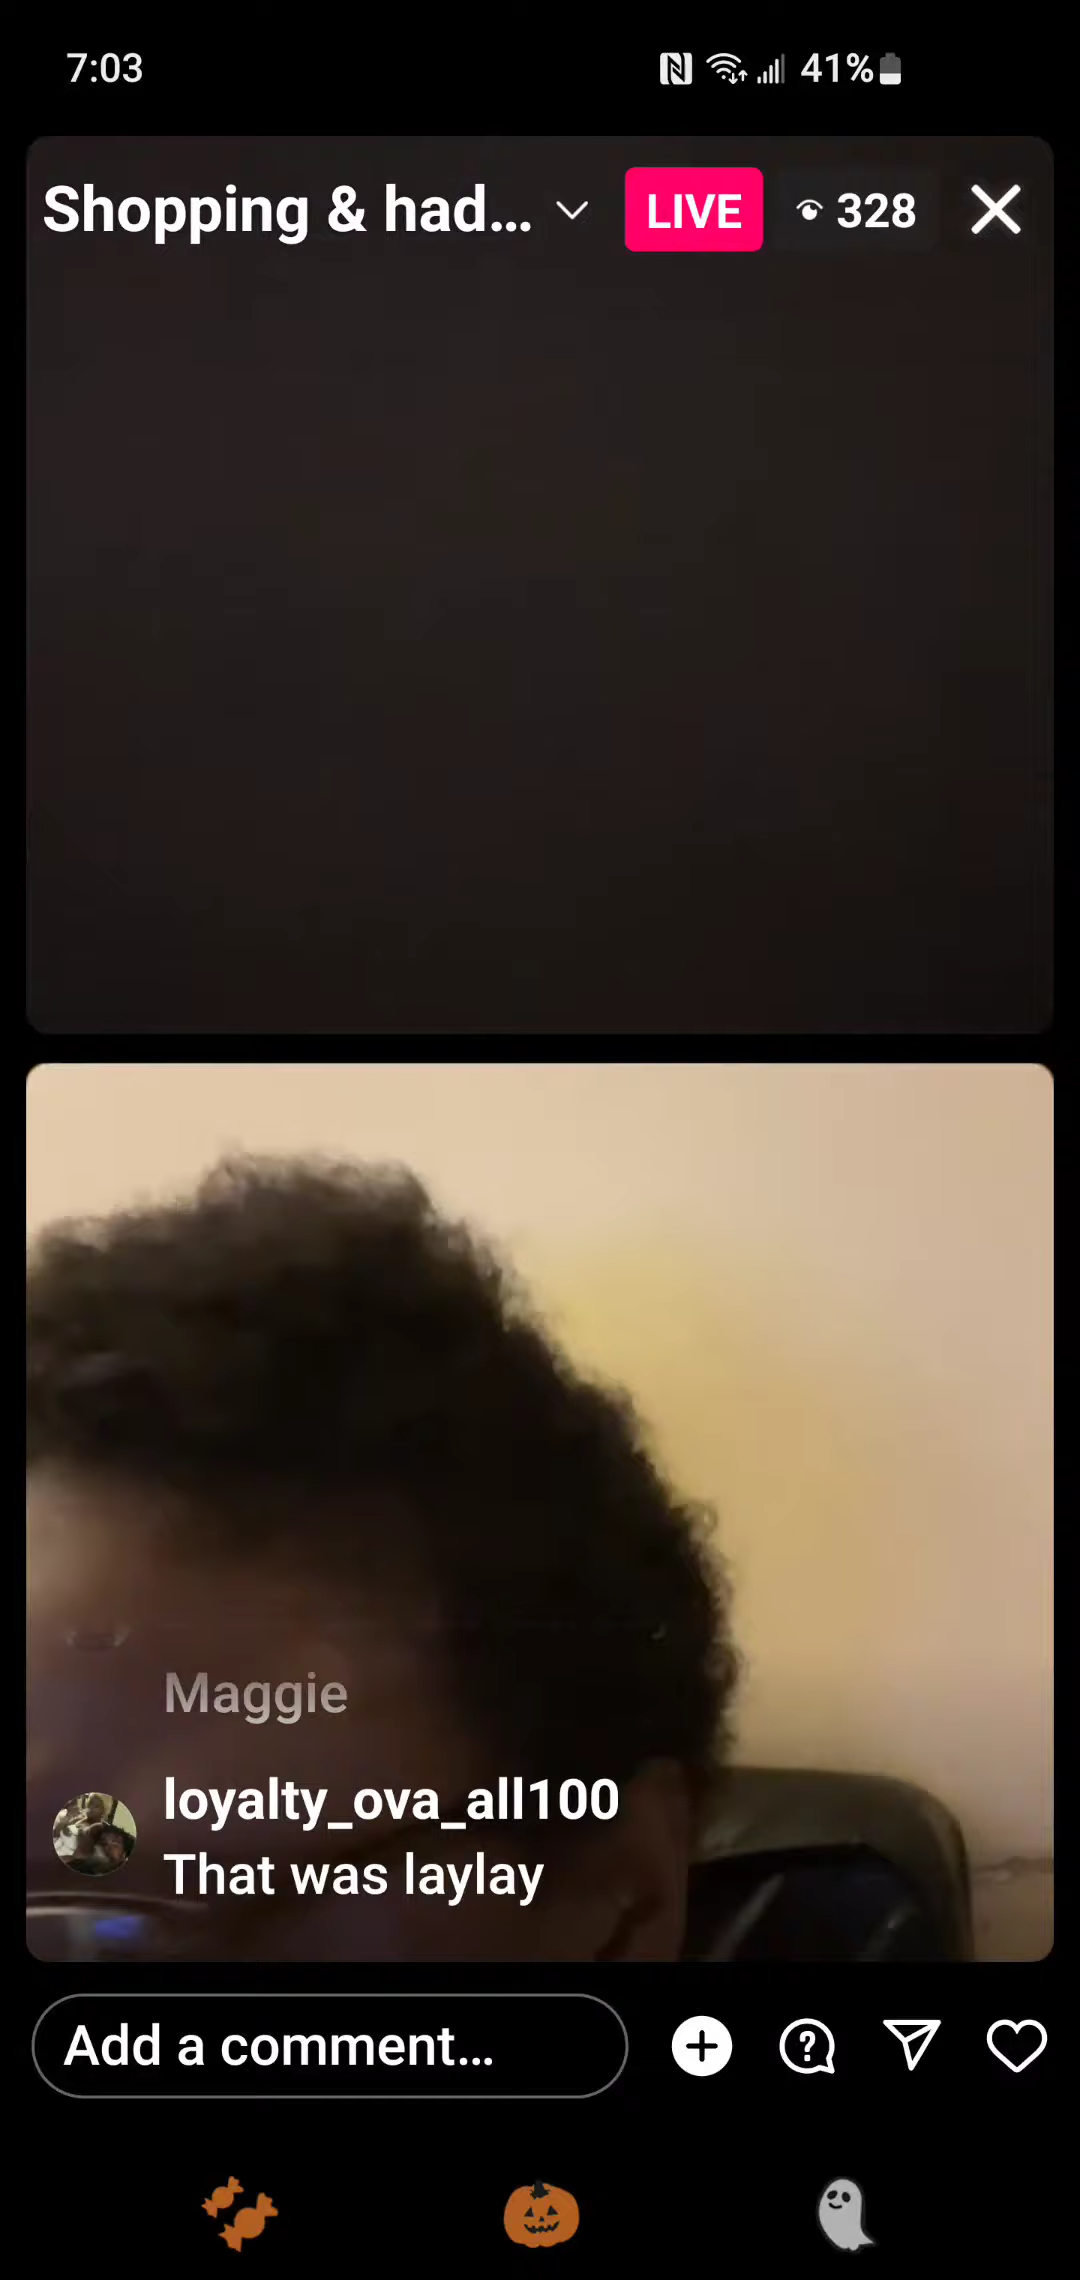 7:03
41%
Shopping & had...
LIVE
328
Maggie
loyalty_ova_all100
That was laylay
Add a comment...